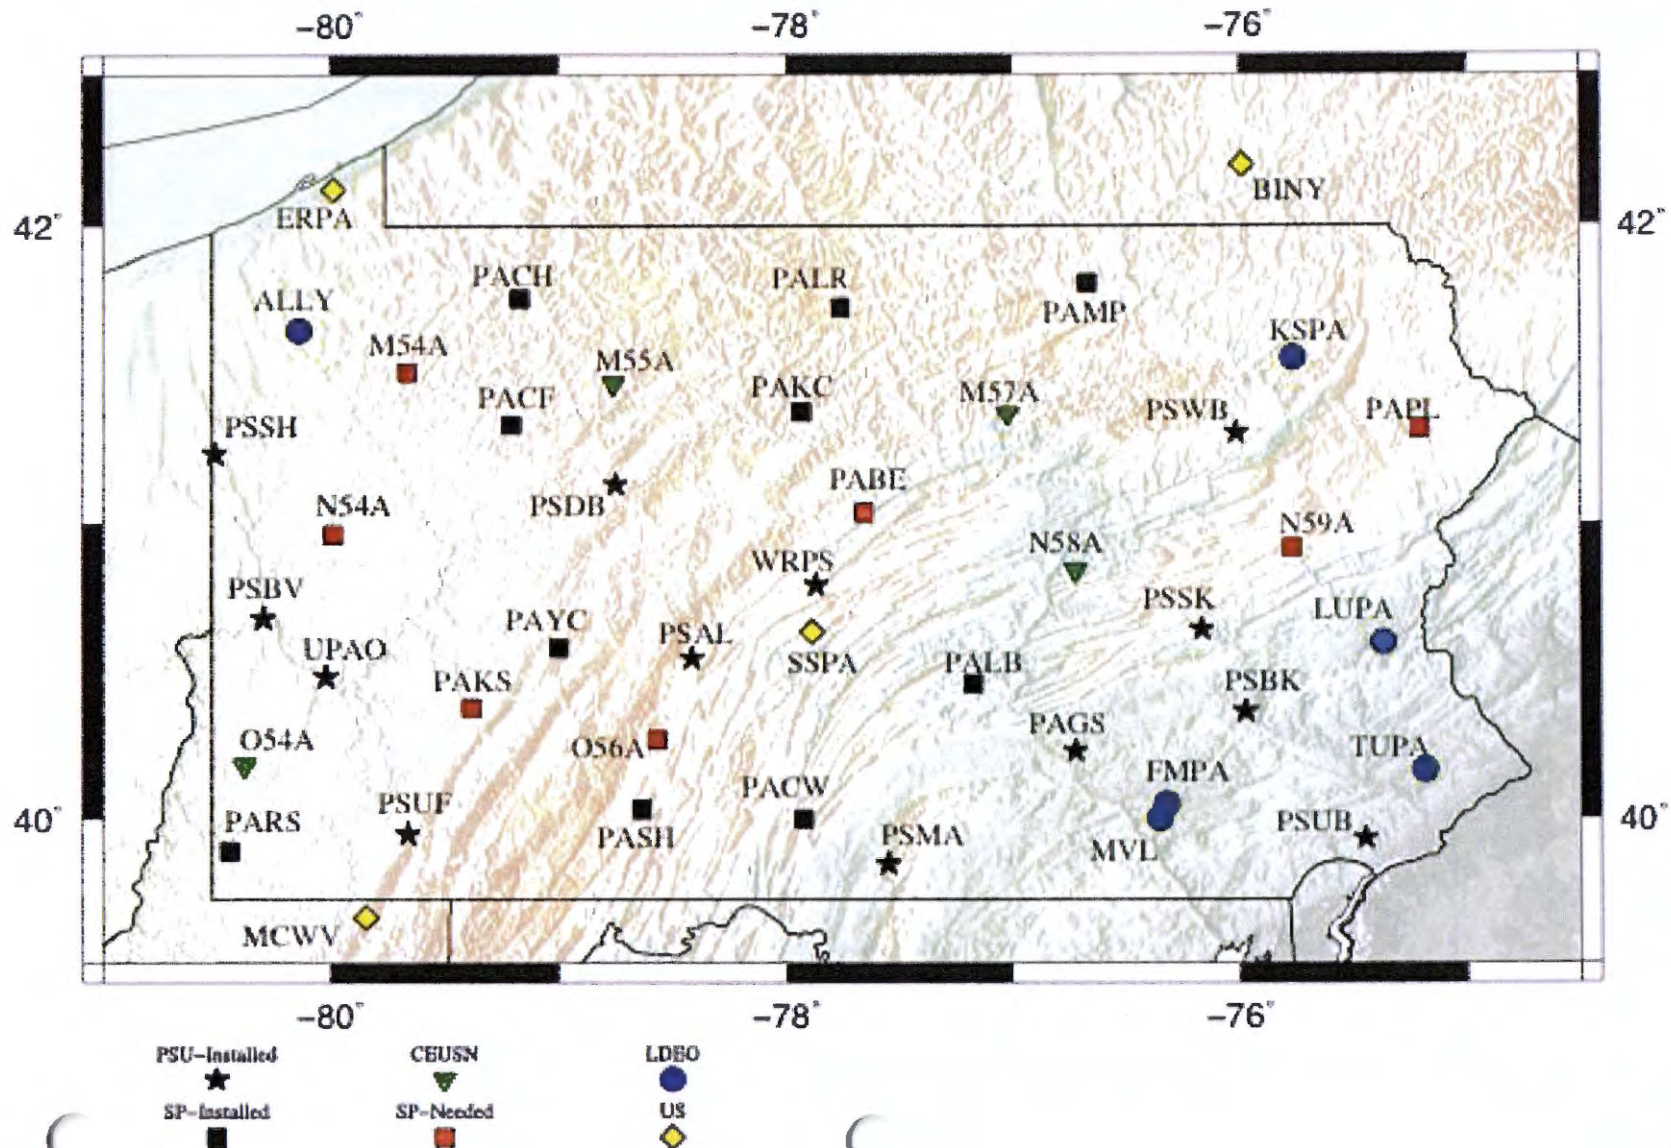 -80° -78° -76°
BINY
ERPA
42° 42°
PACH PALR
ALLY PAMP
KSPA
M54A M55A
PACF PAKC M57A PSWB PAPL
PSSH
PABE
N54A PSDB N59A
N58A
WRPS
PSBV PSSK LUPA
PAYC PSAL
UPAO SSPA PALB
PAKS PSBK
PAGS
O54A O56A TUPA
FMPA
PACW
PSUF
40° PARS PASH PSMA PSUB 40°
MVL
MCWV
-80° -78° -76°
PSU-Installed CEUSN LDEO
SP-Installed SP-Needed US